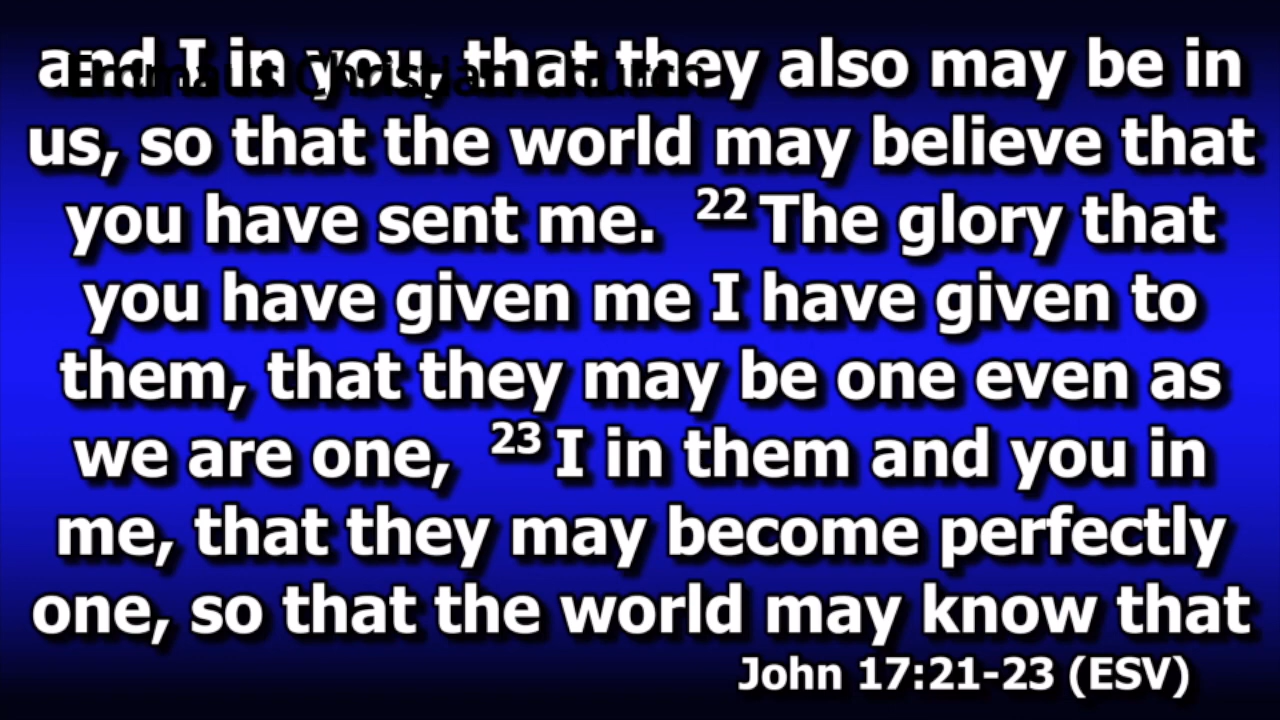 Emmaus Christian Church
and I in you, that they also may be in
us, so that the world may believe that
you have sent me. 22 The glory that
you have given me I have given to
them, that they may be one even as
we are one, 23 I in them and you in
me, that they may become perfectly
one, so that the world may know that
John 17:21-23 (ESV)